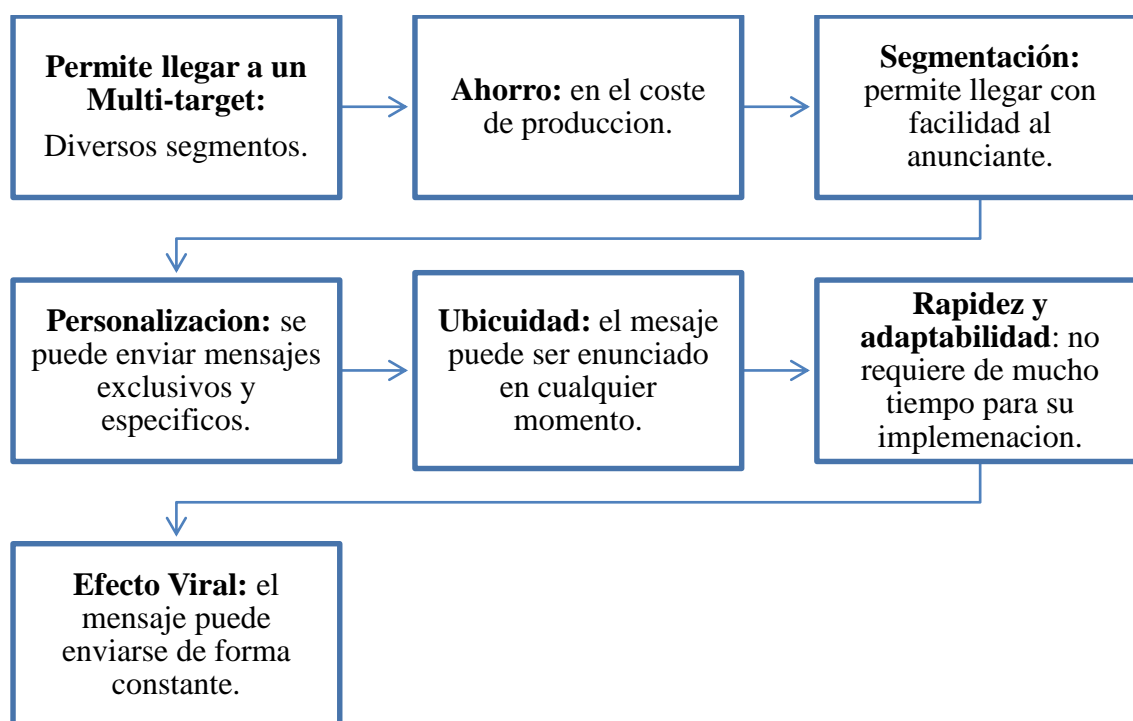 Permite llegar a un
Multi-target:
Diversos segmentos.
Ahorro: en el coste
de produccion.
Segmentación:
permite llegar con
facilidad al
anunciante.
Personalizacion: se
puede enviar mensajes
exclusivos y
especificos.
Ubicuidad: el mesaje
puede ser enunciado
en cualquier
momento.
Rapidez y
adaptabilidad: no
requiere de mucho
tiempo para su
implemenacion.
Efecto Viral: el
mensaje puede
enviarse de forma
constante.